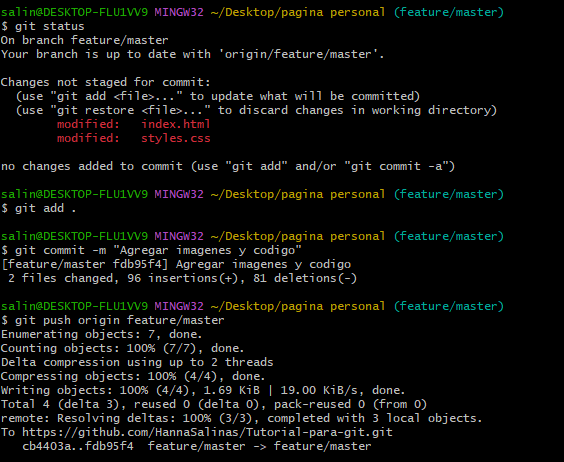 salin@DESKTOP-FLU1VV9 MINGW32 ~/Desktop/pagina personal (feature/master)
$ git status
On branch feature/master
Your branch is up to date with 'origin/feature/master'.

Changes not staged for commit:
  (use "git add <file>..." to update what will be committed)
  (use "git restore <file>..." to discard changes in working directory)
        modified:   index.html
        modified:   styles.css

no changes added to commit (use "git add" and/or "git commit -a")

salin@DESKTOP-FLU1VV9 MINGW32 ~/Desktop/pagina personal (feature/master)
$ git add .

salin@DESKTOP-FLU1VV9 MINGW32 ~/Desktop/pagina personal (feature/master)
$ git commit -m "Agregar imagenes y codigo"
[feature/master fdb95f4] Agregar imagenes y codigo
 2 files changed, 96 insertions(+), 81 deletions(-)

salin@DESKTOP-FLU1VV9 MINGW32 ~/Desktop/pagina personal (feature/master)
$ git push origin feature/master
Enumerating objects: 7, done.
Counting objects: 100% (7/7), done.
Delta compression using up to 2 threads
Compressing objects: 100% (4/4), done.
Writing objects: 100% (4/4), 1.69 KiB | 19.00 KiB/s, done.
Total 4 (delta 3), reused 0 (delta 0), pack-reused 0 (from 0)
remote: Resolving deltas: 100% (3/3), completed with 3 local objects.
To https://github.com/HannaSalinas/Tutorial-para-git.git
   cb4403a..fdb95f4  feature/master -> feature/master